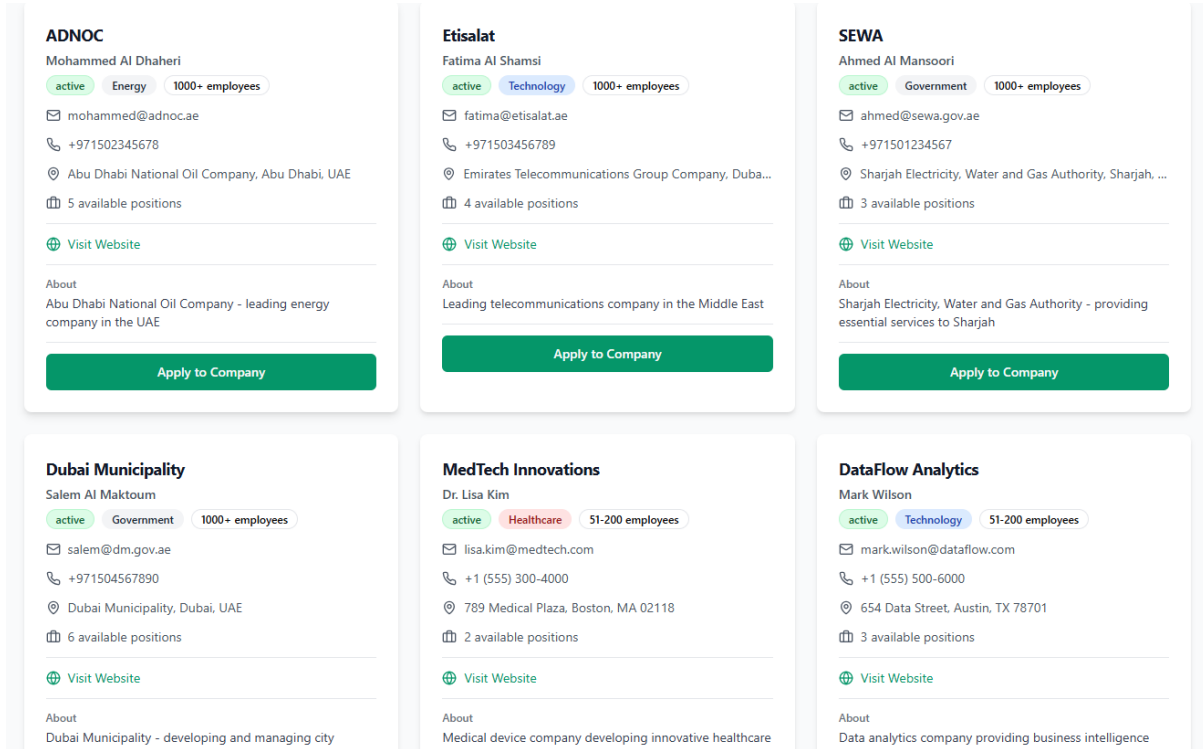 ADNOC
Mohammed Al Dhaheri
active Energy 1000+ employees
mohammed@adnoc.ae
+971502345678
Abu Dhabi National Oil Company, Abu Dhabi, UAE
5 available positions
Visit Website
About
Abu Dhabi National Oil Company - leading energy
company in the UAE
Apply to Company
Etisalat
Fatima Al Shamsi
active Technology 1000+ employees
fatima@etisalat.ae
+971503456789
Emirates Telecommunications Group Company, Duba...
4 available positions
Visit Website
About
Leading telecommunications company in the Middle East
Apply to Company
SEWA
Ahmed Al Mansoori
active Government 1000+ employees
ahmed@sewa.gov.ae
+971501234567
Sharjah Electricity, Water and Gas Authority, Sharjah, ...
3 available positions
Visit Website
About
Sharjah Electricity, Water and Gas Authority - providing
essential services to Sharjah
Apply to Company
Dubai Municipality
Salem Al Maktoum
active Government 1000+ employees
salem@dm.gov.ae
+971504567890
Dubai Municipality, Dubai, UAE
6 available positions
Visit Website
About
Dubai Municipality - developing and managing city
MedTech Innovations
Dr. Lisa Kim
active Healthcare 51-200 employees
lisa.kim@medtech.com
+1 (555) 300-4000
789 Medical Plaza, Boston, MA 02118
2 available positions
Visit Website
About
Medical device company developing innovative healthcare
DataFlow Analytics
Mark Wilson
active Technology 51-200 employees
mark.wilson@dataflow.com
+1 (555) 500-6000
654 Data Street, Austin, TX 78701
3 available positions
Visit Website
About
Data analytics company providing business intelligence